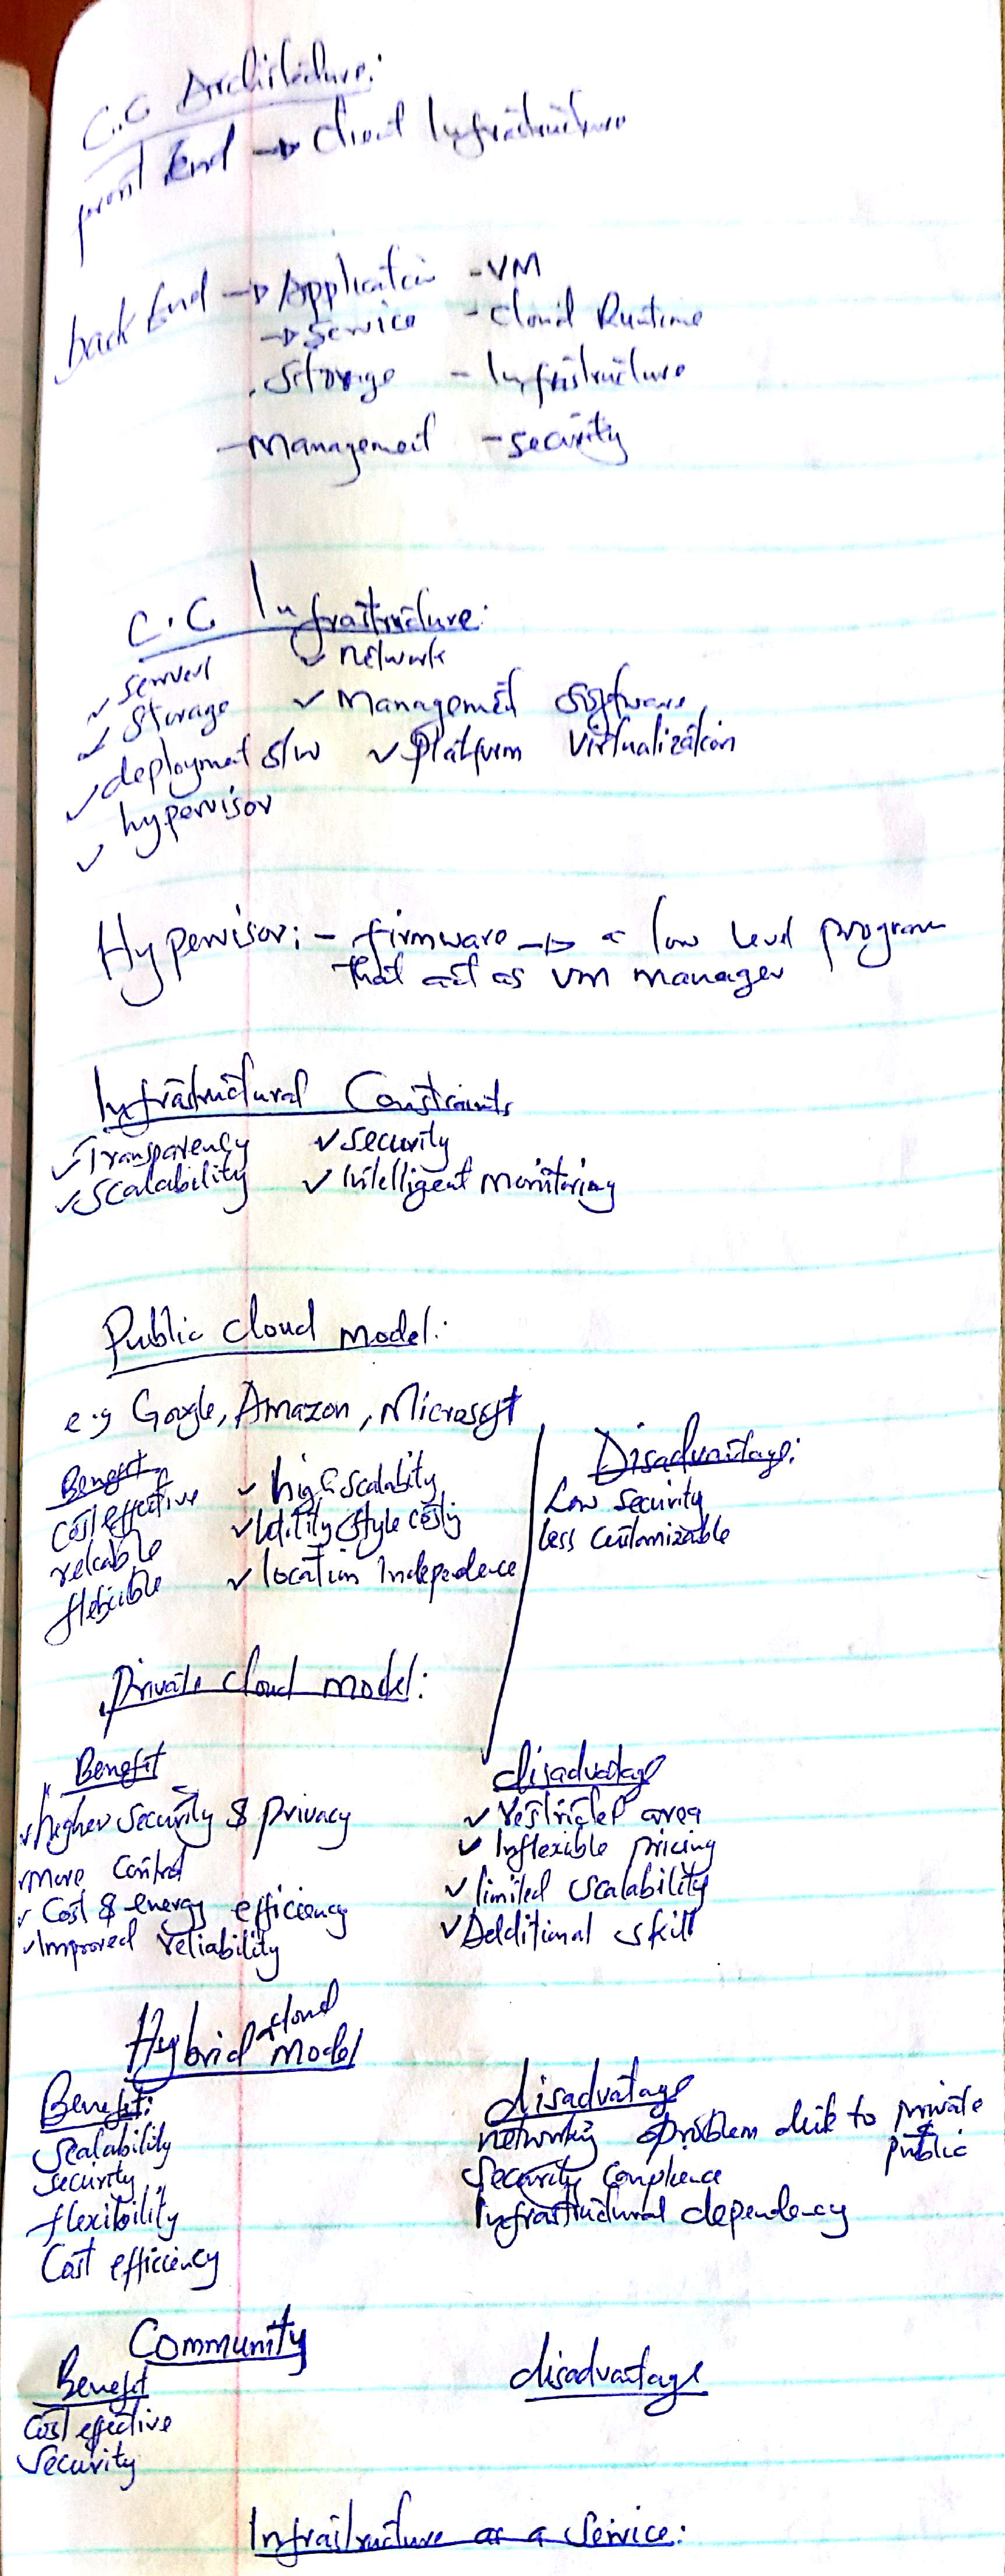 C.C Architecture:
front End → Client Infrastructure
back End → Application - VM
→ Service - Cloud Runtime
. Storage - Infrastructure
- Management - security
C.C Infrastructure:
✓ server ✓ network
✓ Storage ✓ Management Software,
✓ deployment S/w ✓ Platform Virtualization
✓ hypervisor
Hypervisor: - firmware → a low level program
that act as VM manager
Infrastructural Constraints
✓ Transparency ✓ security
✓ Scalability ✓ Intelligent Monitoring
Public cloud model:
e.g Google, Amazon, Microsoft
Benefit ✓ high scalability
Cost effective ✓ Utility style costing
reliable ✓ location Independence
flexible
Disadvantage:
Low security
less customizable
Private cloud model:
Benefit
✓ higher security & privacy
✓ More control
✓ Cost & energy efficiency
✓ Improved reliability
disadvatage
✓ restricted area
✓ Inflexible pricing
✓ limited scalability
✓ Additional skill
Hybrid cloud
model
Benefit:
Scalability
security
flexibility
Cost efficiency
disadvatage
networking problem due to private
& public
Security complience
Infrastructural dependency
Community
Benefit
Cost effective
Security
disadvantage
Infrastructure as a Service: